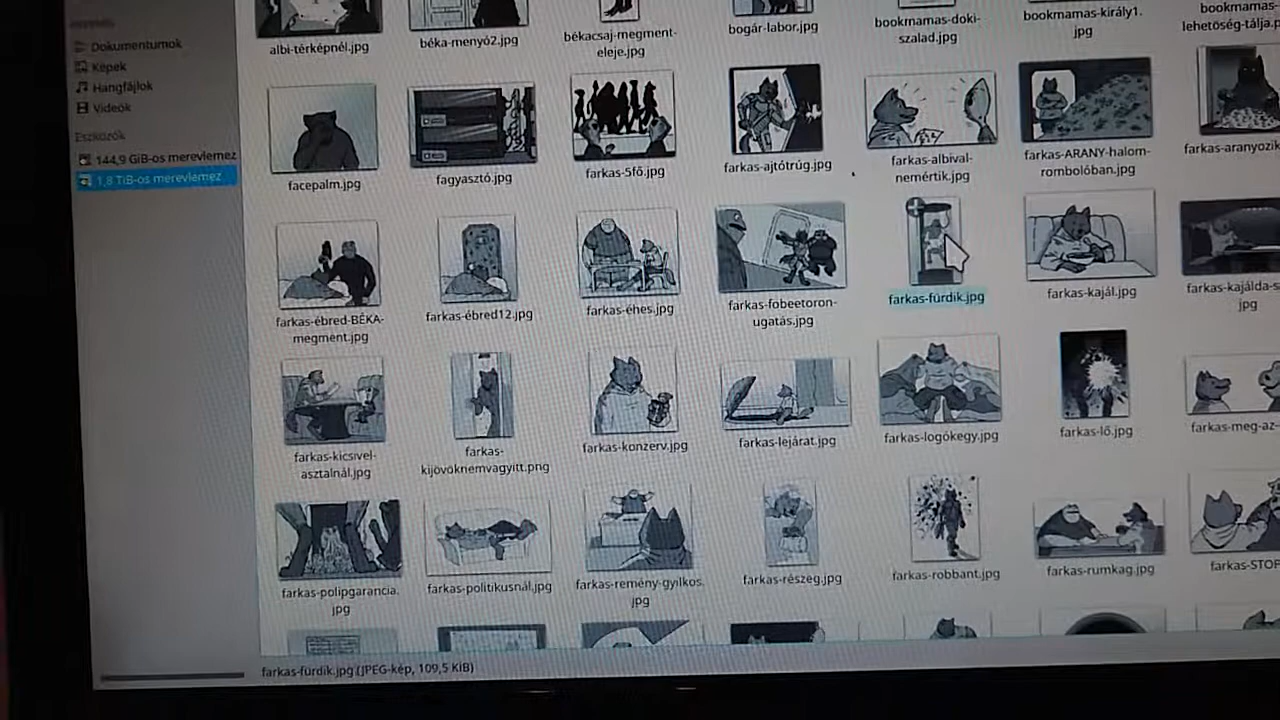 Dokumentumok
Képek
Hangfájlok
Videók
Eszközök
144,9 GiB-os merevlemez
1,8 TiB-os merevlemez
albi-térképnél.jpg
béka-menyó2.jpg
békacsaj-megment-
eleje.jpg
bogár-labor.jpg
bookmamas-doki-
szalad.jpg
bookmamas-király1.
jpg
bookmamas-
lehetőség-tálja.p
facepalm.jpg
fagyasztó.jpg
farkas-5fő.jpg
farkas-ajtótrúg.jpg
farkas-albival-
nemértik.jpg
farkas-ARANY-halom-
rombolóban.jpg
farkas-aranyozik
farkas-ébred-BÉKA-
megment.jpg
farkas-ébred12.jpg
farkas-éhes.jpg
farkas-fobeetoron-
ugatás.jpg
farkas-fürdik.jpg
farkas-kajál.jpg
farkas-kajálda-s
jpg
farkas-kicsivel-
asztalnál.jpg
farkas-
kijövöknemvagyitt.png
farkas-konzerv.jpg
farkas-lejárat.jpg
farkas-logókegy.jpg
farkas-lő.jpg
farkas-meg-az-
farkas-polipgarancia.
jpg
farkas-politikusnál.jpg
farkas-remény-gyilkos.
jpg
farkas-részeg.jpg
farkas-robbant.jpg
farkas-rumkag.jpg
farkas-STOP
farkas-fürdik.jpg (JPEG-kép, 109,5 KiB)